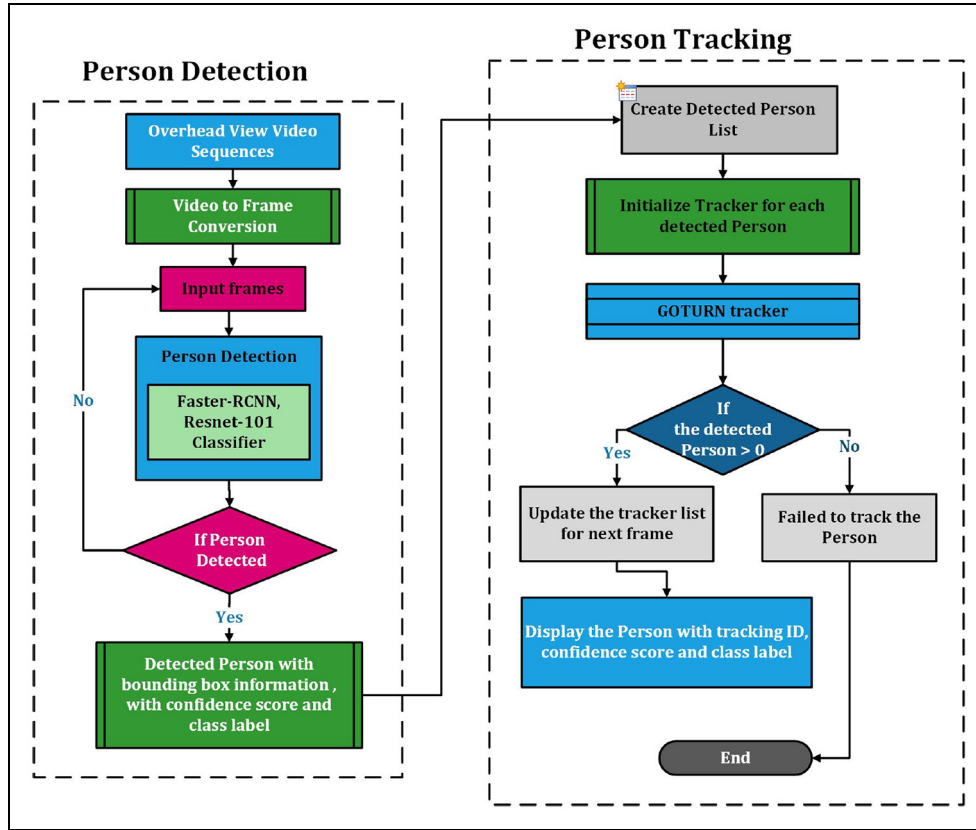 Person Detection
Overhead View Video
Sequences
Video to Frame
Conversion
Input frames
Person Detection
Faster-RCNN,
Resnet-101
Classifier
No
If Person
Detected
Yes
Detected Person with
bounding box information ,
with confidence score and
class label
Person Tracking
Create Detected Person
List
Initialize Tracker for each
detected Person
GOTURN tracker
If
the detected
Person > 0
Yes
No
Update the tracker list
for next frame
Failed to track the
Person
Display the Person with tracking ID,
confidence score and class label
End